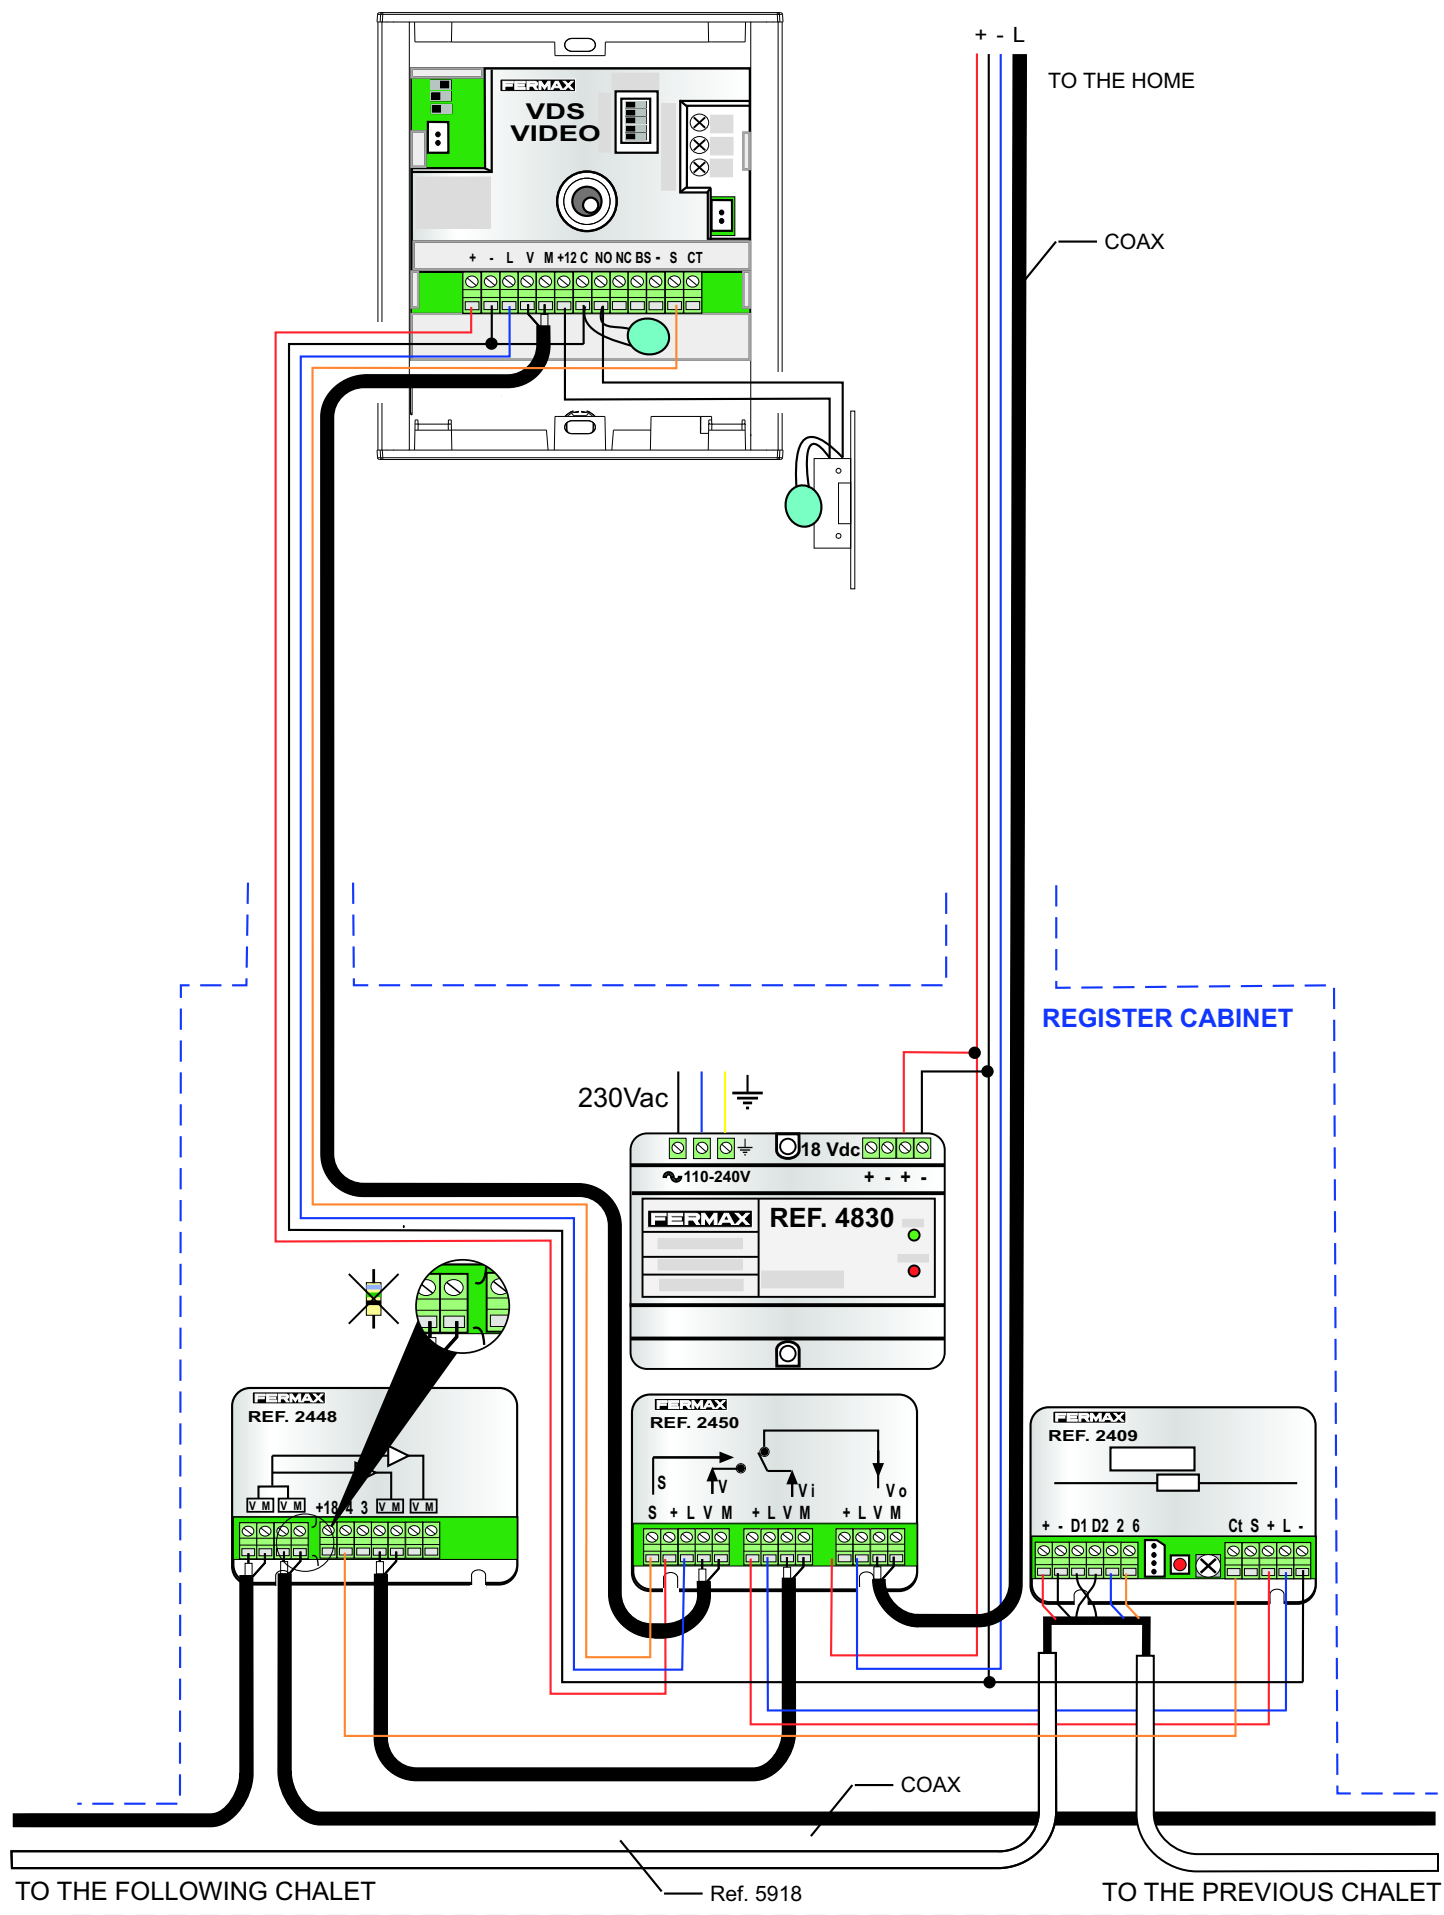 + - L
TO THE HOME
FERMAX
VDS
VIDEO
COAX
+ - L V M +12 C NO NC BS - S CT
REGISTER CABINET
230Vac
18 Vdc
110-240V
+ - + -
FERMAX
REF. 4830
FERMAX
REF. 2448
V M V M +18 4 3 V M V M
FERMAX
REF. 2450
S V Vi Vo
S + L V M + L V M + L V M
FERMAX
REF. 2409
+ - D1 D2 2 6 Ct S + L -
COAX
TO THE FOLLOWING CHALET
Ref. 5918
TO THE PREVIOUS CHALET